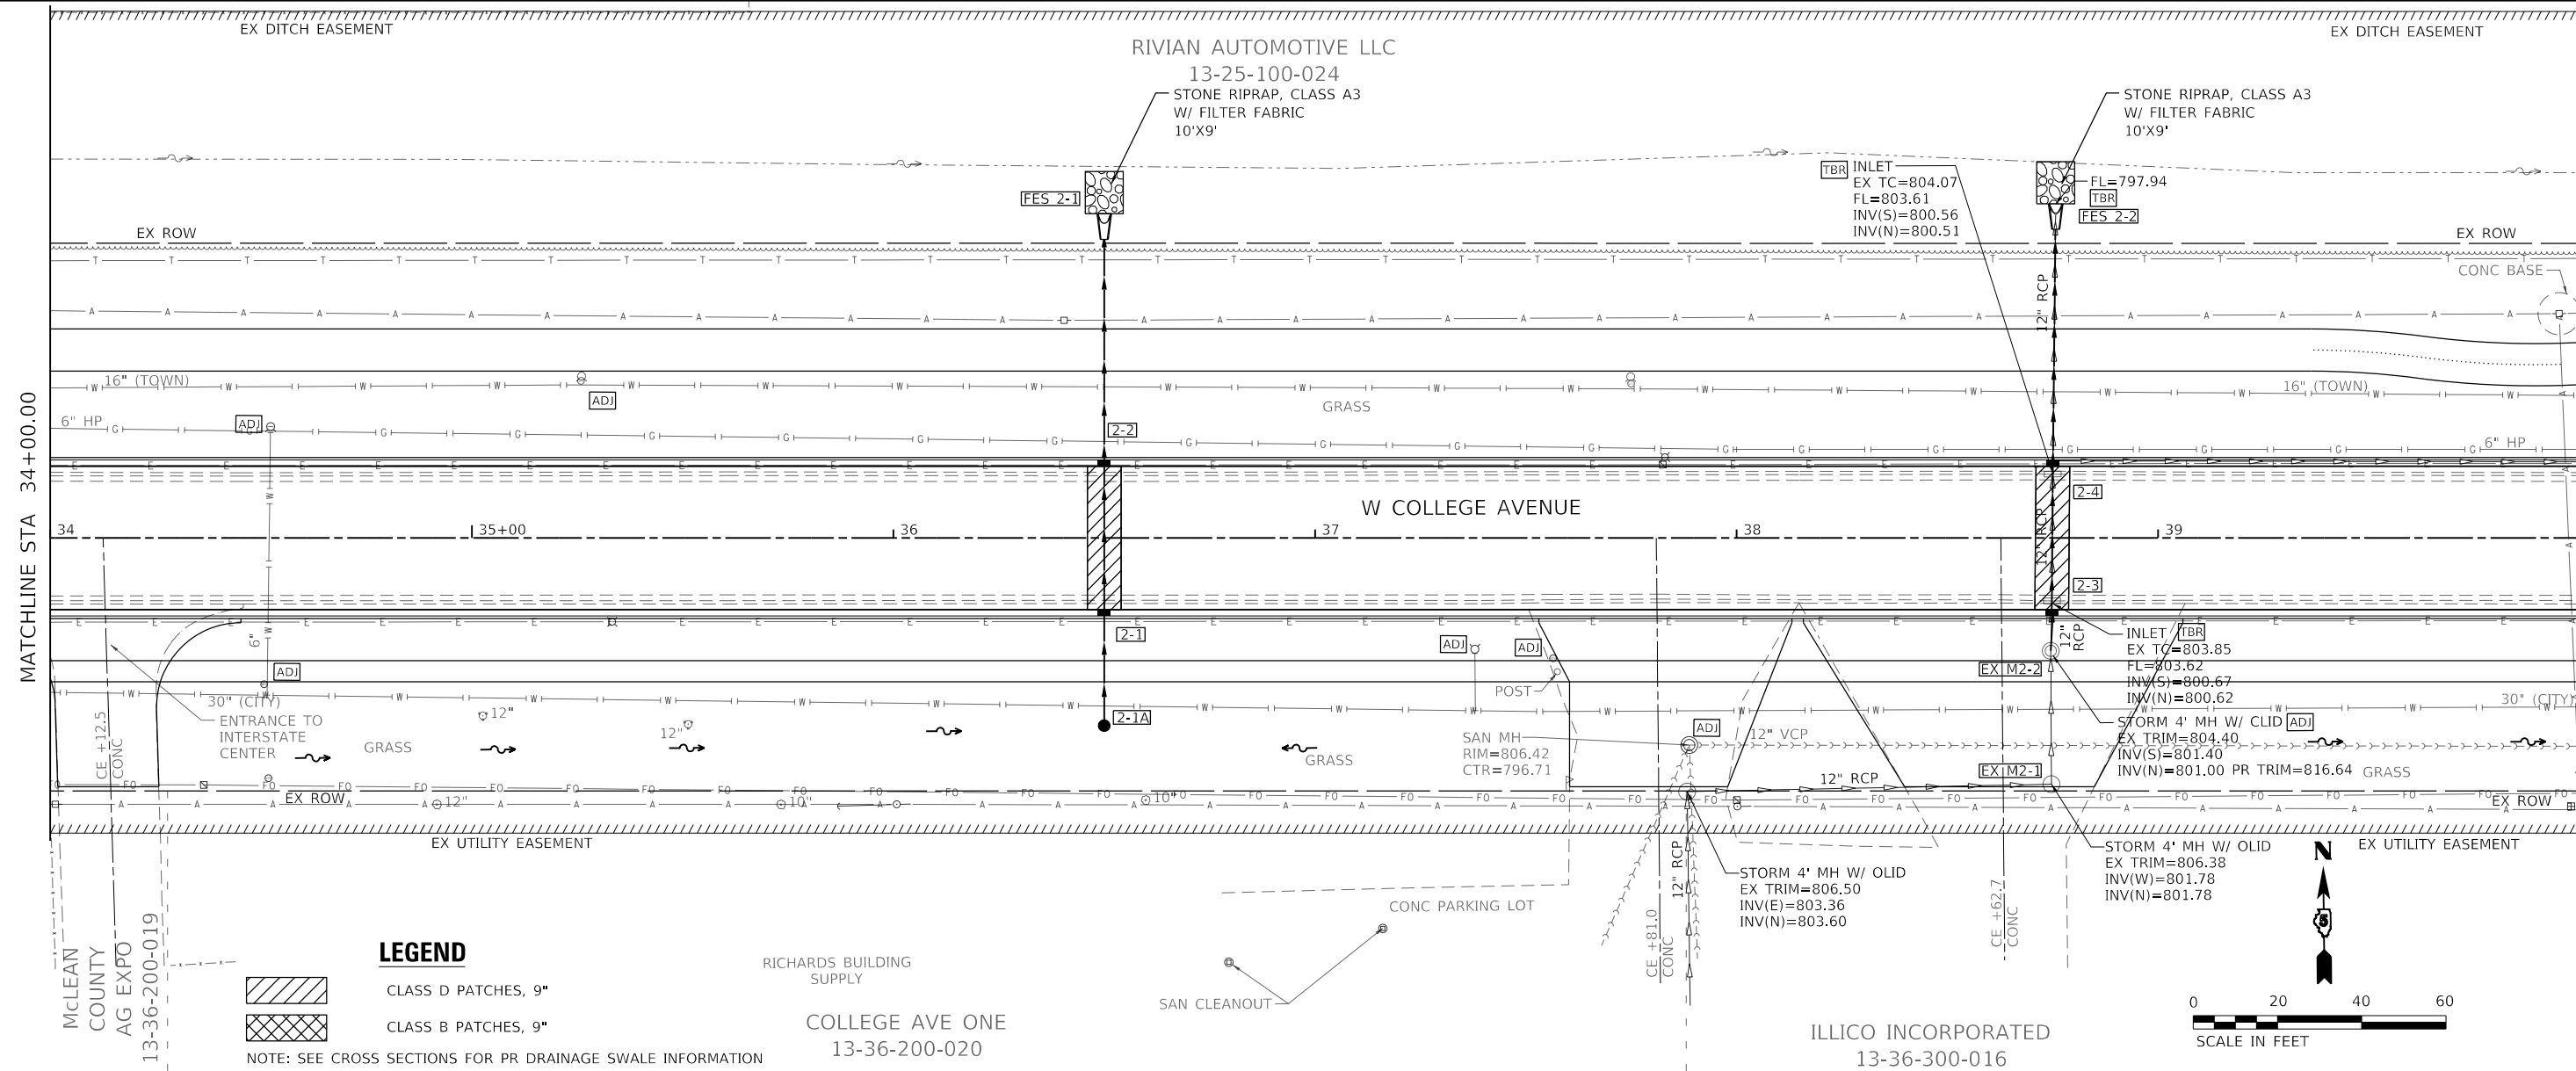 EX DITCH EASEMENT
EX DITCH EASEMENT
RIVIAN AUTOMOTIVE LLC
13-25-100-024
STONE RIPRAP, CLASS A3
W/ FILTER FABRIC
10'X9'
STONE RIPRAP, CLASS A3
W/ FILTER FABRIC
10'X9'
TBR
INLET
EX TC=804.07
FL=803.61
INV(S)=800.56
INV(N)=800.51
FL=797.94
TBR
FES 2-1
FES 2-2
EX ROW
EX ROW
CONC BASE
12" RCP
16" (TOWN)
ADJ
GRASS
16" (TOWN)
6" HP
ADJ
2-2
6" HP
MATCHLINE STA 34+00.00
W COLLEGE AVENUE
2-4
34
35+00
36
37
38
39
12" RCP
2-3
6"
2-1
ADJ
ADJ
12" RCP
INLET
TBR
EX TC=803.85
FL=803.62
INV(S)=800.67
INV(N)=800.62
EX M2-2
ADJ
POST
30" (CITY)
30" (CITY)
ENTRANCE TO
INTERSTATE
CENTER
CE +12.5
CONC
12"
12"
2-1A
GRASS
GRASS
SAN MH
RIM=806.42
CTR=796.71
ADJ
12" VCP
STORM 4' MH W/ CLID
ADJ
EX TRIM=804.40
INV(S)=801.40
INV(N)=801.00 PR TRIM=816.64
GRASS
EX M2-1
12" RCP
EX ROW
12"
10"
10"
EX ROW
EX UTILITY EASEMENT
EX UTILITY EASEMENT
STORM 4' MH W/ OLID
EX TRIM=806.38
INV(W)=801.78
INV(N)=801.78
STORM 4' MH W/ OLID
EX TRIM=806.50
INV(E)=803.36
INV(N)=803.60
12" RCP
CE +81.0
CONC
CE +62.7
CONC
N
CONC PARKING LOT
SAN CLEANOUT
McLEAN
COUNTY
AG EXPO
13-36-200-019
LEGEND
CLASS D PATCHES, 9"
CLASS B PATCHES, 9"
NOTE: SEE CROSS SECTIONS FOR PR DRAINAGE SWALE INFORMATION
RICHARDS BUILDING
SUPPLY
COLLEGE AVE ONE
13-36-200-020
ILLICO INCORPORATED
13-36-300-016
0 20 40 60
SCALE IN FEET